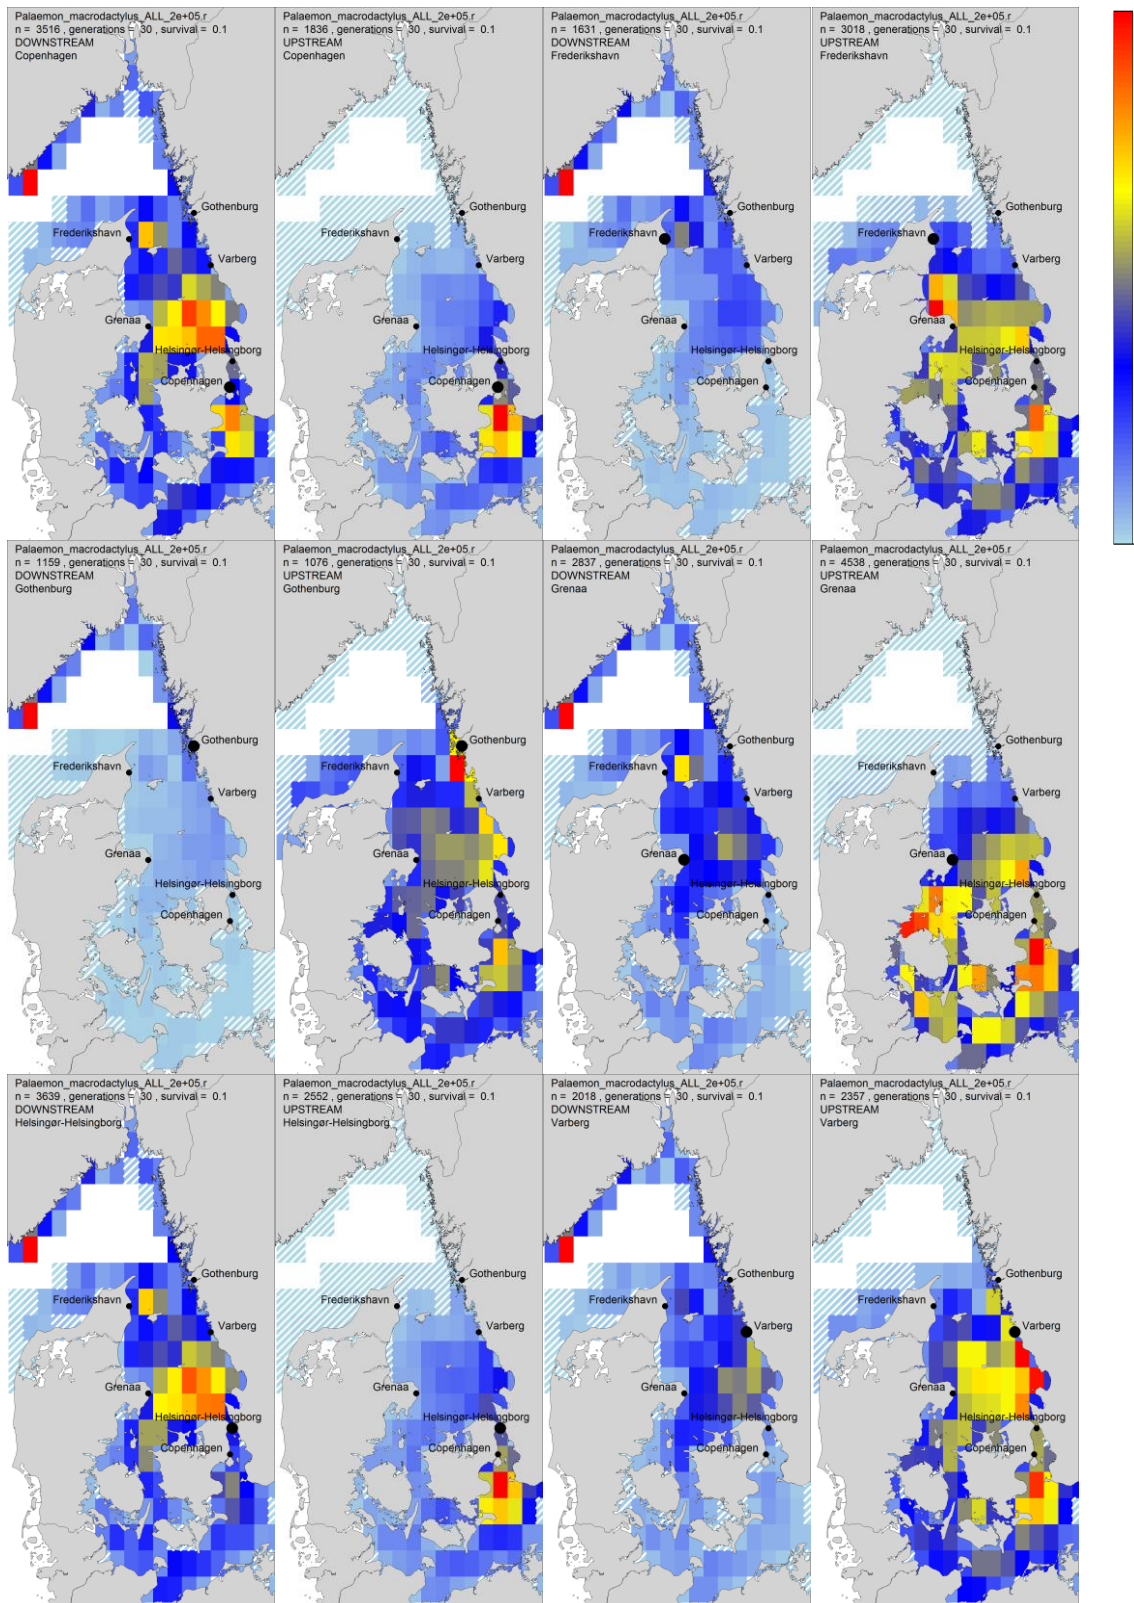 Palaemon_macrodactylus_ALL_2e+05.r
n = 3516 , generations = 30 , survival = 0.1
DOWNSTREAM
Copenhagen
Gothenburg
Frederikshavn
Varberg
Grenaa
Helsingør-Helsingborg
Copenhagen
Palaemon_macrodactylus_ALL_2e+05.r
n = 1836 , generations = 30 , survival = 0.1
UPSTREAM
Copenhagen
Gothenburg
Frederikshavn
Varberg
Grenaa
Helsingør-Helsingborg
Copenhagen
Palaemon_macrodactylus_ALL_2e+05.r
n = 1631 , generations = 30 , survival = 0.1
DOWNSTREAM
Frederikshavn
Gothenburg
Frederikshavn
Varberg
Grenaa
Helsingør-Helsingborg
Copenhagen
Palaemon_macrodactylus_ALL_2e+05.r
n = 3018 , generations = 30 , survival = 0.1
UPSTREAM
Frederikshavn
Gothenburg
Frederikshavn
Varberg
Grenaa
Helsingør-Helsingborg
Copenhagen
Palaemon_macrodactylus_ALL_2e+05.r
n = 1159 , generations = 30 , survival = 0.1
DOWNSTREAM
Gothenburg
Gothenburg
Frederikshavn
Varberg
Grenaa
Helsingør-Helsingborg
Copenhagen
Palaemon_macrodactylus_ALL_2e+05.r
n = 1076 , generations = 30 , survival = 0.1
UPSTREAM
Gothenburg
Gothenburg
Frederikshavn
Varberg
Grenaa
Helsingør-Helsingborg
Copenhagen
Palaemon_macrodactylus_ALL_2e+05.r
n = 2837 , generations = 30 , survival = 0.1
DOWNSTREAM
Grenaa
Gothenburg
Frederikshavn
Varberg
Grenaa
Helsingør-Helsingborg
Copenhagen
Palaemon_macrodactylus_ALL_2e+05.r
n = 4538 , generations = 30 , survival = 0.1
UPSTREAM
Grenaa
Gothenburg
Frederikshavn
Varberg
Grenaa
Helsingør-Helsingborg
Copenhagen
Palaemon_macrodactylus_ALL_2e+05.r
n = 3639 , generations = 30 , survival = 0.1
DOWNSTREAM
Helsingør-Helsingborg
Gothenburg
Frederikshavn
Varberg
Grenaa
Helsingør-Helsingborg
Copenhagen
Palaemon_macrodactylus_ALL_2e+05.r
n = 2552 , generations = 30 , survival = 0.1
UPSTREAM
Helsingør-Helsingborg
Gothenburg
Frederikshavn
Varberg
Grenaa
Helsingør-Helsingborg
Copenhagen
Palaemon_macrodactylus_ALL_2e+05.r
n = 2018 , generations = 30 , survival = 0.1
DOWNSTREAM
Varberg
Gothenburg
Frederikshavn
Varberg
Grenaa
Helsingør-Helsingborg
Copenhagen
Palaemon_macrodactylus_ALL_2e+05.r
n = 2357 , generations = 30 , survival = 0.1
UPSTREAM
Varberg
Gothenburg
Frederikshavn
Varberg
Grenaa
Helsingør-Helsingborg
Copenhagen